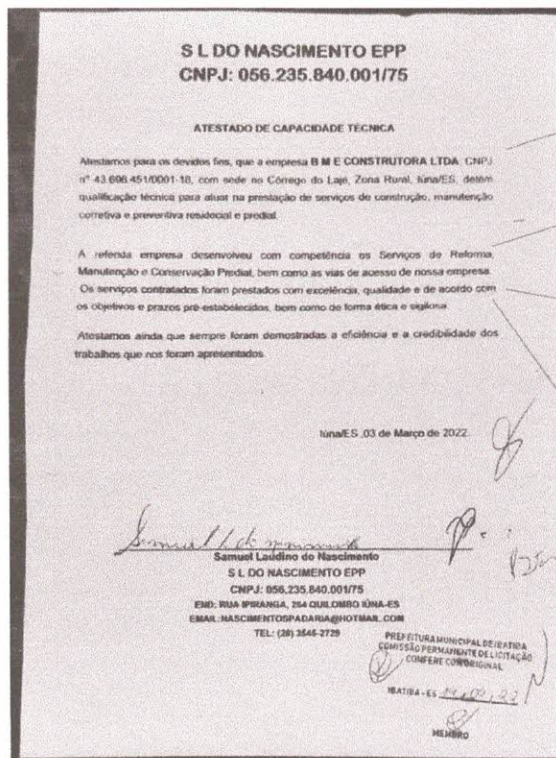 S L DO NASCIMENTO EPP
CNPJ: 056.235.840.001/75
ATESTADO DE CAPACIDADE TÉCNICA
Atestamos para os devidos fins, que a empresa B M E CONSTRUTORA LTDA CNPJ
nº 43.696.451/0001-18, com sede no Córrego do Laje, Zona Rural, Iúna/ES, detém
qualificação técnica para atuar na prestação de serviços de construção, manutenção
corretiva e preventiva residocial e predial.
A referida empresa desenvolveu com competência os Serviços de Reforma,
Manutenção e Conservação Predial, bem como as vias de acesso de nossa empresa.
Os serviços contratados foram prestados com excelência, qualidade e de acordo com
os objetivos e prazos pré-estabelecidos, bem como de forma ética e sigilosa.
Atestamos ainda que sempre foram demostradas a eficiência e a credibilidade dos
trabalhos que nos foram apresentados.
Iúna/ES ,03 de Março de 2022.
Samuel Laudino do Nascimento
S L DO NASCIMENTO EPP
CNPJ: 056.235.840.001/75
END: RUA IPIRANGA, 254 QUILOMBO IÚNA-ES
EMAIL:NASCIMENTOSPADARIA@HOTMAIL.COM
TEL: (28) 3545-2729
PREFEITURA MUNICIPAL DE IBATIBA
COMISSÃO PERMANENTE DE LICITAÇÃO
CONFERE COM ORIGINAL
IBATIBA-ES
MEMBRO